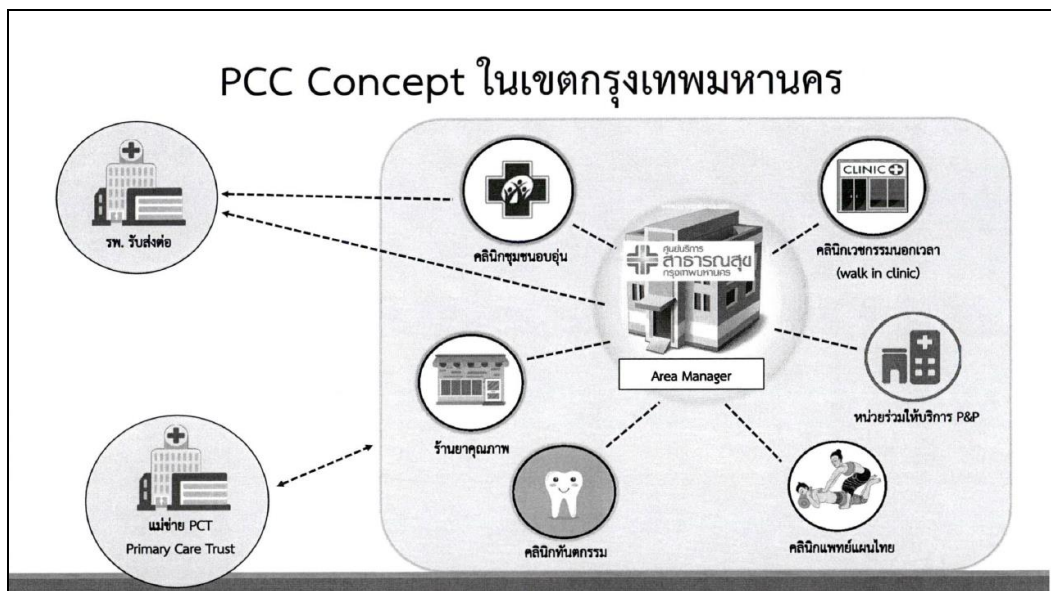 PCC Concept ในเขตกรุงเทพมหานคร
รพ. รับส่งต่อ
คลินิกชุมชนอบอุ่น
CLINIC
คลินิกเวชกรรมนอกเวลา
(walk in clinic)
ศูนย์บริการ
สาธารณสุข
กรุงเทพมหานคร
Area Manager
หน่วยร่วมให้บริการ P&P
ร้านยาคุณภาพ
แม่ข่าย PCT
Primary Care Trust
คลินิกทันตกรรม
คลินิกแพทย์แผนไทย